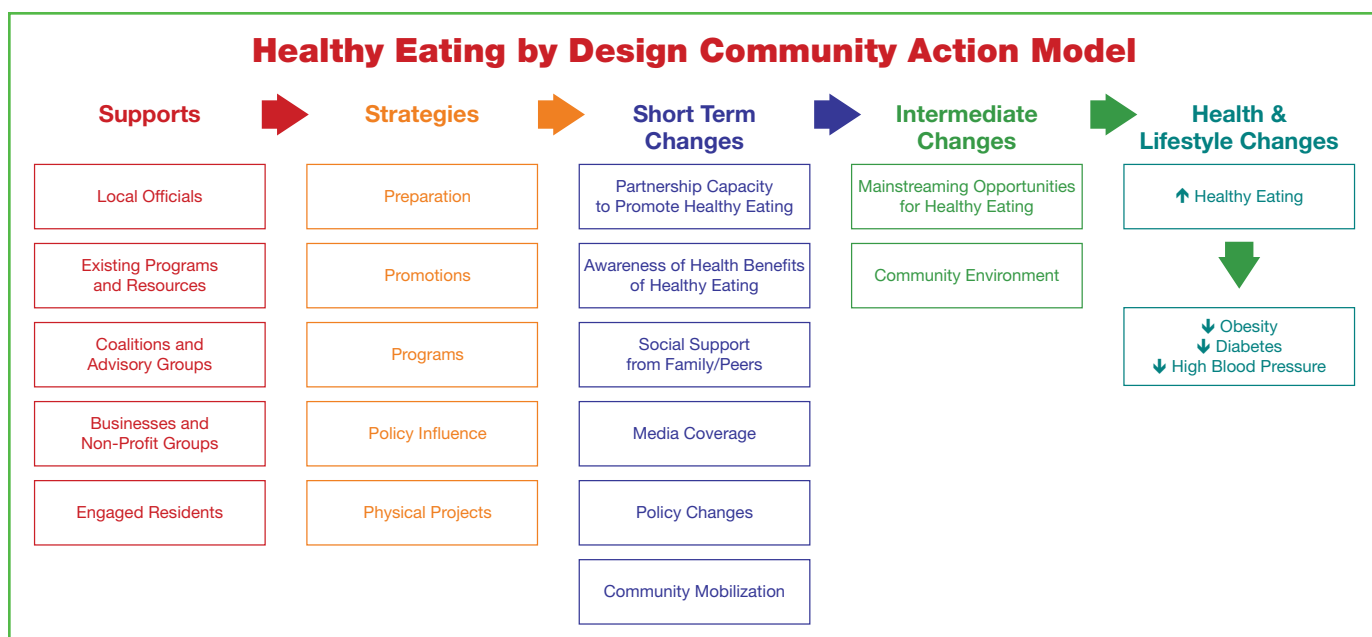 Healthy Eating by Design Community Action Model
Supports
Local Officials
Existing Programs
and Resources
Coalitions and
Advisory Groups
Businesses and
Non-Profit Groups
Engaged Residents
Strategies
Preparation
Promotions
Programs
Policy Influence
Physical Projects
Short Term
Changes
Partnership Capacity
to Promote Healthy Eating
Awareness of Health Benefits
of Healthy Eating
Social Support
from Family/Peers
Media Coverage
Policy Changes
Community Mobilization
Intermediate
Changes
Mainstreaming Opportunities
for Healthy Eating
Community Environment
Health &
Lifestyle Changes
↑ Healthy Eating
↓ Obesity
↓ Diabetes
↓ High Blood Pressure